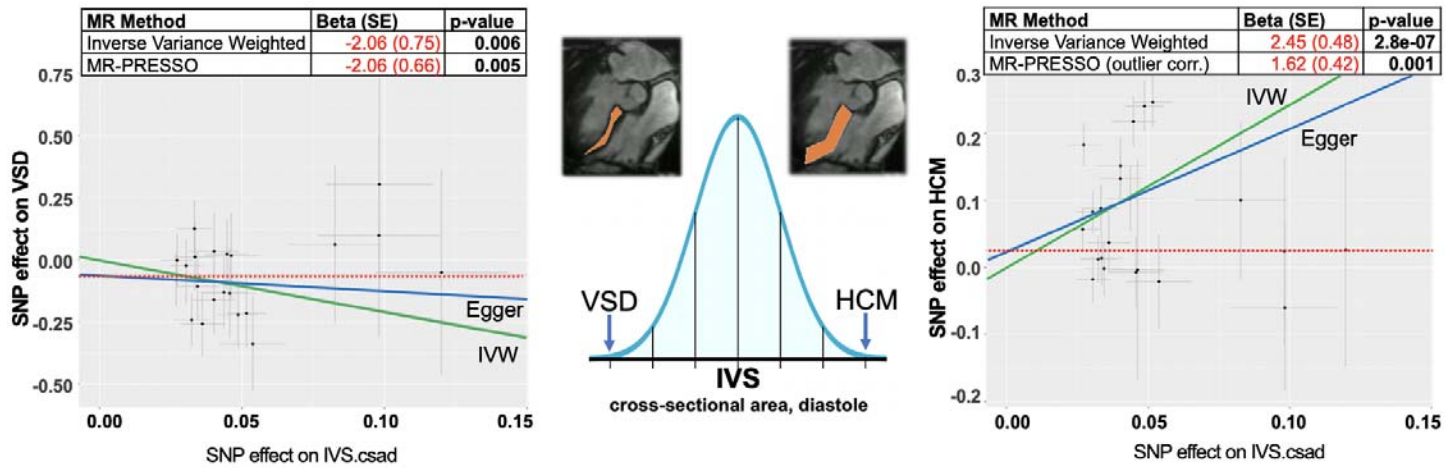 MR Method Beta (SE) p-value
Inverse Variance Weighted -2.06 (0.75) 0.006
MR-PRESSO -2.06 (0.66) 0.005
SNP effect on VSD
0.75
0.50
0.25
0.00
-0.25
-0.50
Egger
IVW
0.00 0.05 0.10 0.15
SNP effect on IVS.csad
VSD
HCM
IVS
cross-sectional area, diastole
MR Method Beta (SE) p-value
Inverse Variance Weighted 2.45 (0.48) 2.8e-07
MR-PRESSO (outlier corr.) 1.62 (0.42) 0.001
SNP effect on HCM
0.3
0.2
0.1
0.0
-0.1
-0.2
IVW
Egger
0.00 0.05 0.10 0.15
SNP effect on IVS.csad